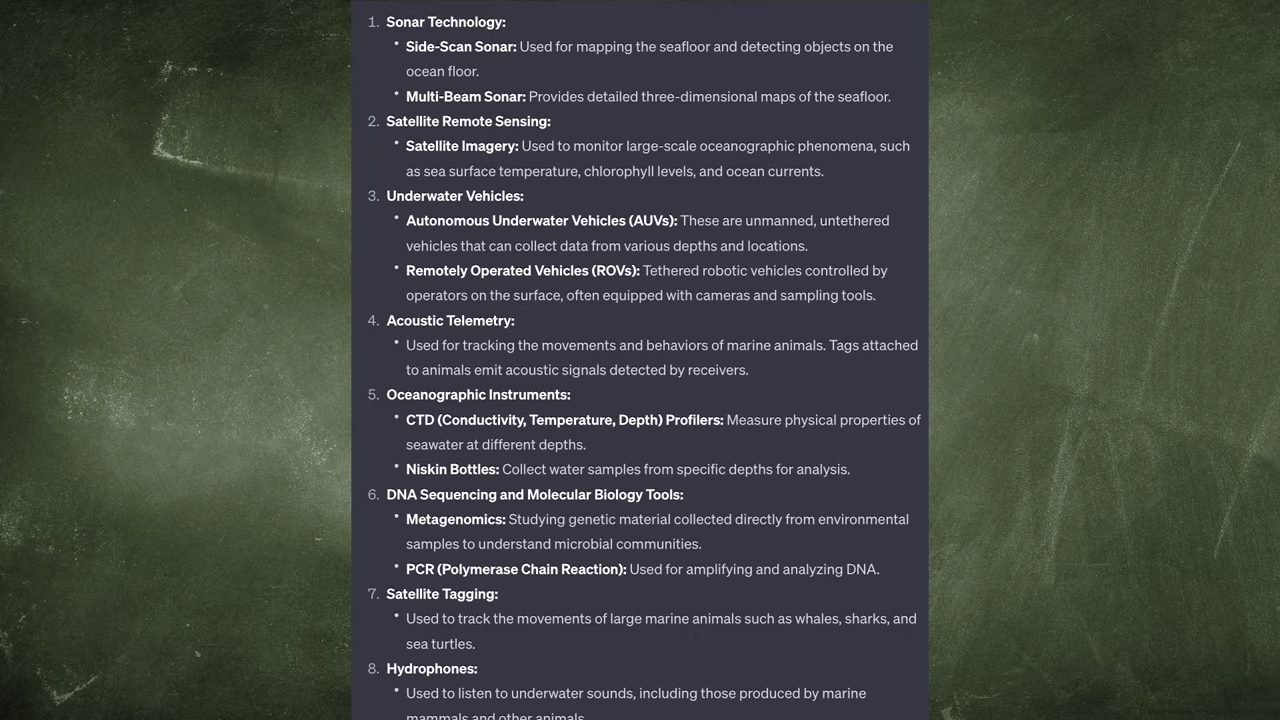 1. Sonar Technology:
• Side-Scan Sonar: Used for mapping the seafloor and detecting objects on the
ocean floor.
• Multi-Beam Sonar: Provides detailed three-dimensional maps of the seafloor.
2. Satellite Remote Sensing:
• Satellite Imagery: Used to monitor large-scale oceanographic phenomena, such
as sea surface temperature, chlorophyll levels, and ocean currents.
3. Underwater Vehicles:
• Autonomous Underwater Vehicles (AUVs): These are unmanned, untethered
vehicles that can collect data from various depths and locations.
• Remotely Operated Vehicles (ROVs): Tethered robotic vehicles controlled by
operators on the surface, often equipped with cameras and sampling tools.
4. Acoustic Telemetry:
• Used for tracking the movements and behaviors of marine animals. Tags attached
to animals emit acoustic signals detected by receivers.
5. Oceanographic Instruments:
• CTD (Conductivity, Temperature, Depth) Profilers: Measure physical properties of
seawater at different depths.
• Niskin Bottles: Collect water samples from specific depths for analysis.
6. DNA Sequencing and Molecular Biology Tools:
• Metagenomics: Studying genetic material collected directly from environmental
samples to understand microbial communities.
• PCR (Polymerase Chain Reaction): Used for amplifying and analyzing DNA.
7. Satellite Tagging:
• Used to track the movements of large marine animals such as whales, sharks, and
sea turtles.
8. Hydrophones:
• Used to listen to underwater sounds, including those produced by marine
mammals and other animals.